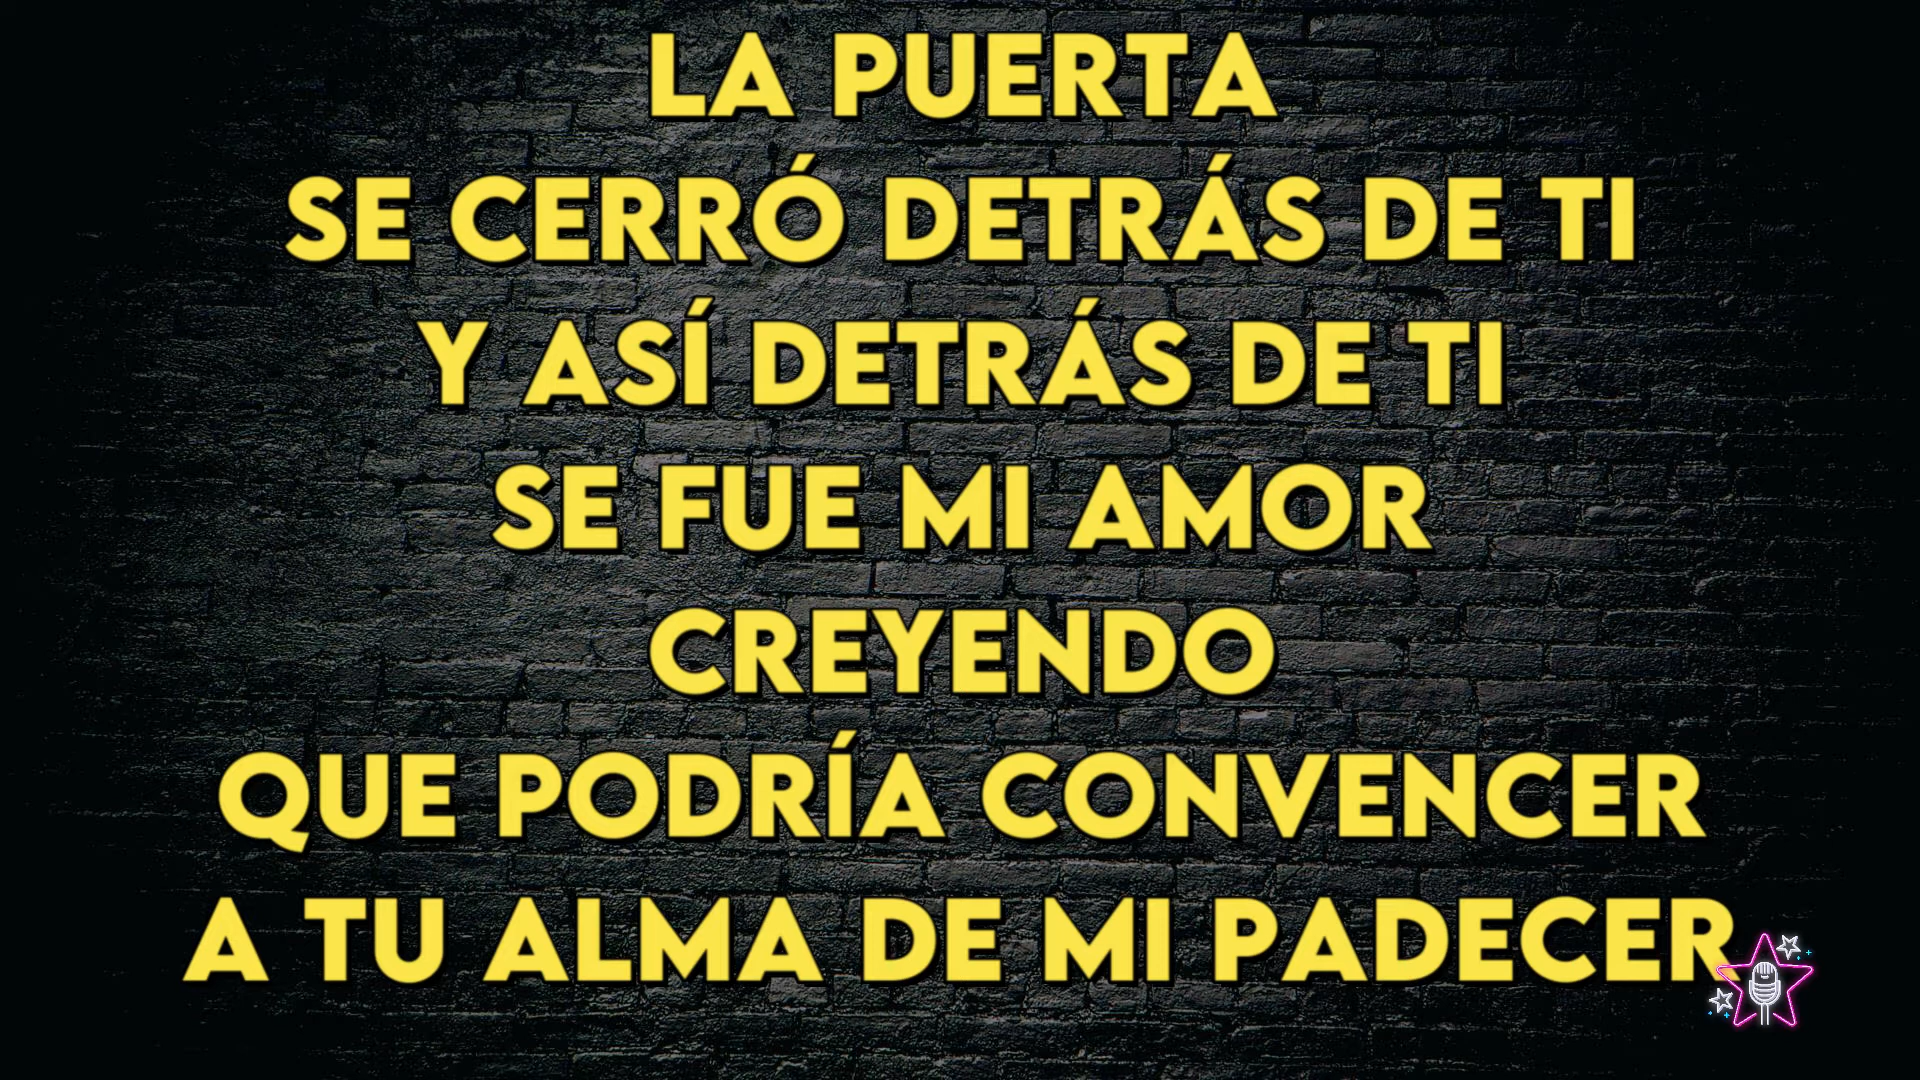 LA PUERTA
SE CERRÓ DETRÁS DE TI
Y ASÍ DETRÁS DE TI
SE FUE MI AMOR
CREYENDO
QUE PODRÍA CONVENCER
A TU ALMA DE MI PADECER